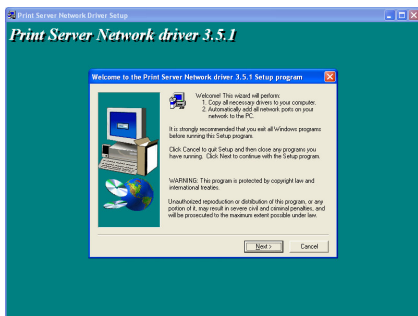 Print Server Network Driver Setup
Print Server Network driver 3.5.1
Welcome to the Print Server Network driver 3.5.1 Setup program
Welcome! This wizard will perform:
1. Copy all necessary drivers to your computer.
2. Automatically add all network ports on your
network to the PC.
It is strongly recommended that you exit all Windows programs
before running this Setup program.
Click Cancel to quit Setup and then close any programs you
have running. Click Next to continue with the Setup program.
WARNING: This program is protected by copyright law and
international treaties.
Unauthorized reproduction or distribution of this program, or any
portion of it, may result in severe civil and criminal penalties, and
will be prosecuted to the maximum extent possible under law.
Next >
Cancel